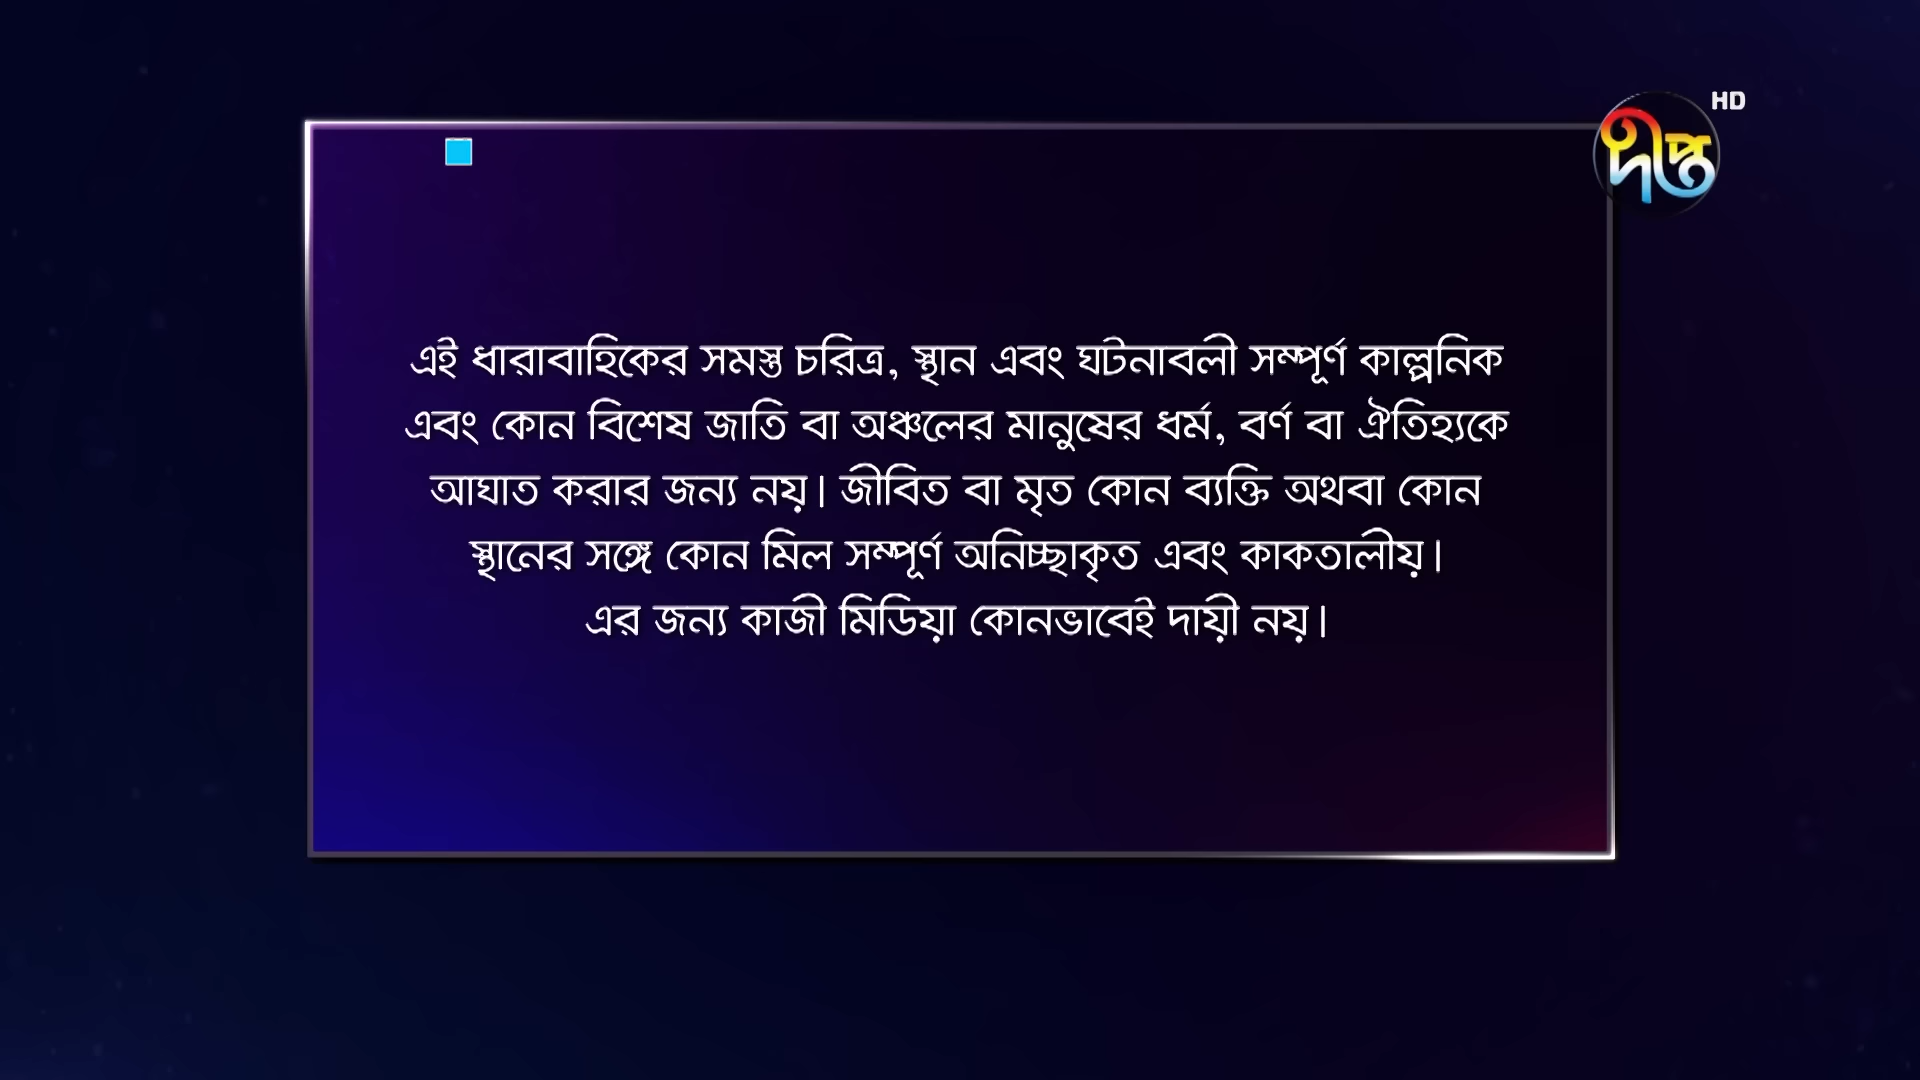 HD
দীপ্ত
এই ধারাবাহিকের সমস্ত চরিত্র, স্থান এবং ঘটনাবলী সম্পূর্ণ কাল্পনিক
এবং কোন বিশেষ জাতি বা অঞ্চলের মানুষের ধর্ম, বর্ণ বা ঐতিহ্যকে
আঘাত করার জন্য নয়। জীবিত বা মৃত কোন ব্যক্তি অথবা কোন
স্থানের সঙ্গে কোন মিল সম্পূর্ণ অনিচ্ছাকৃত এবং কাকতালীয়।
এর জন্য কাজী মিডিয়া কোনভাবেই দায়ী নয়।